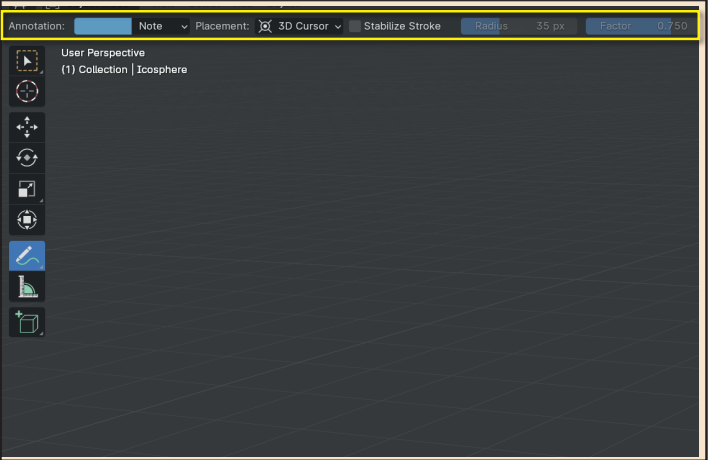 Annotation: Note Placement: 3D Cursor Stabilize Stroke Radius 35 px Factor 0.750
User Perspective
(1) Collection | Icosphere